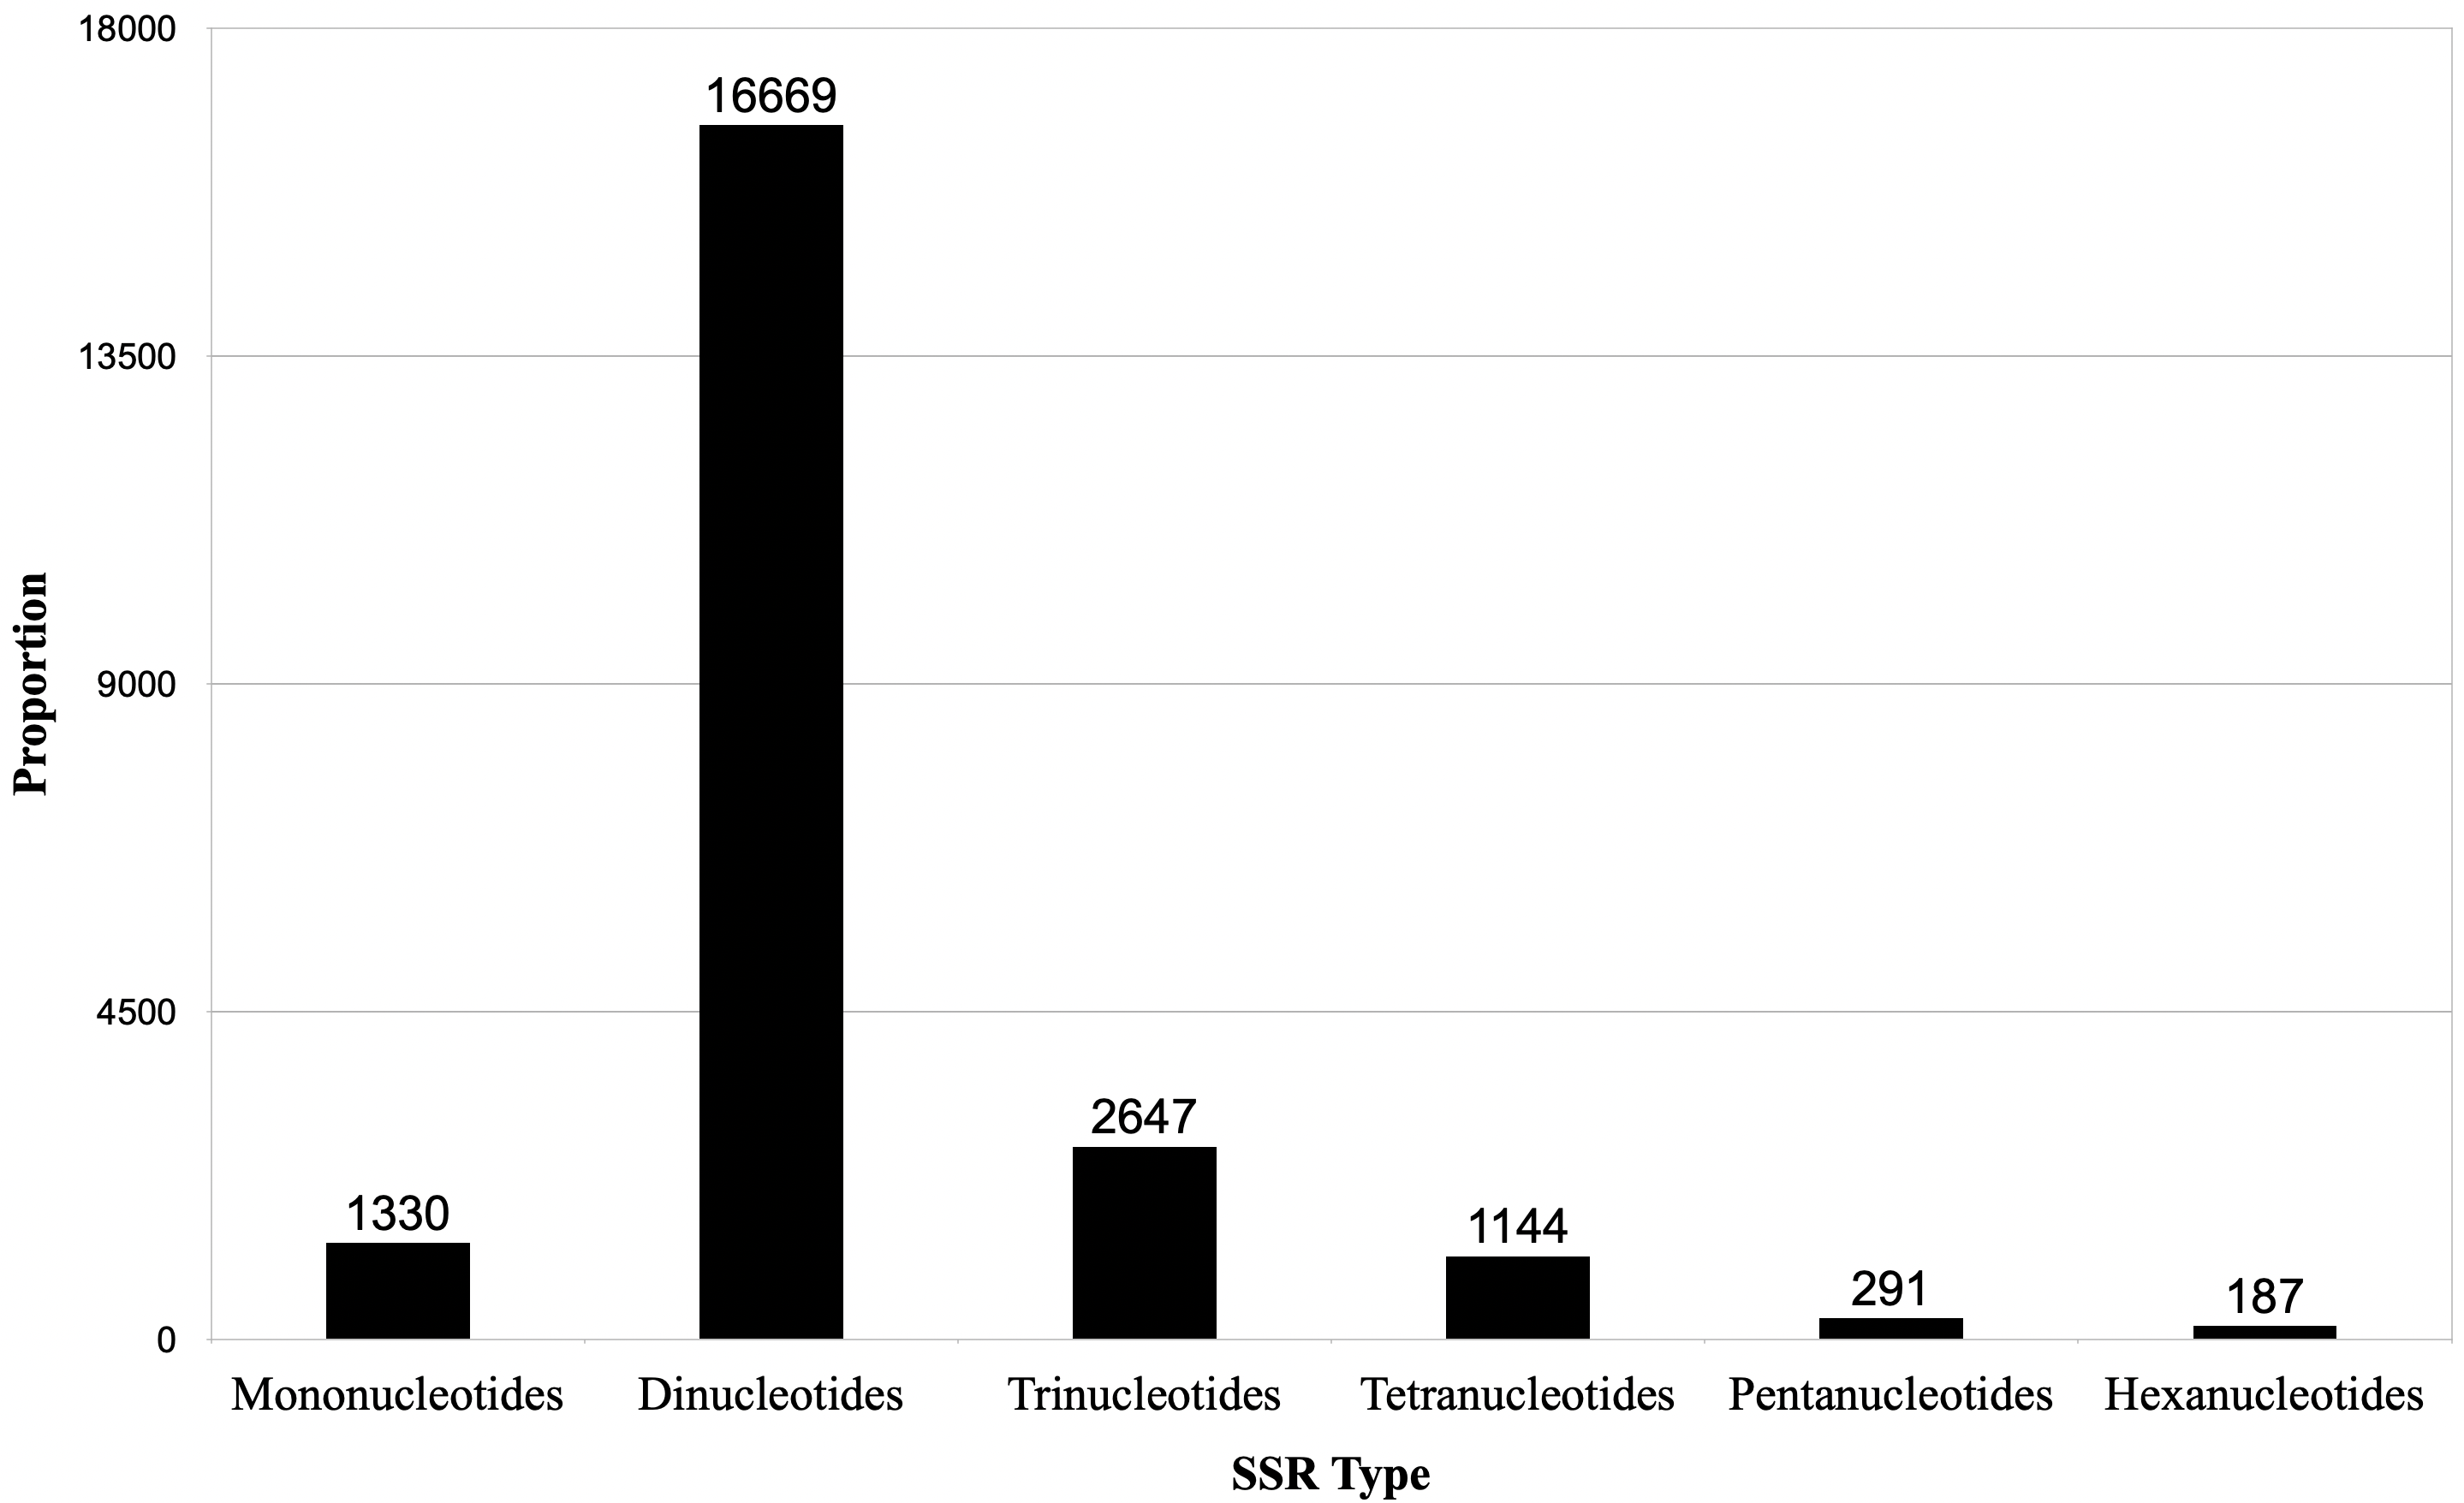 18000
13500
9000
4500
0
Proportion
1330
16669
2647
1144
291
187
Mononucleotides
Dinucleotides
Trinucleotides
Tetranucleotides
Pentanucleotides
Hexanucleotides
SSR Type